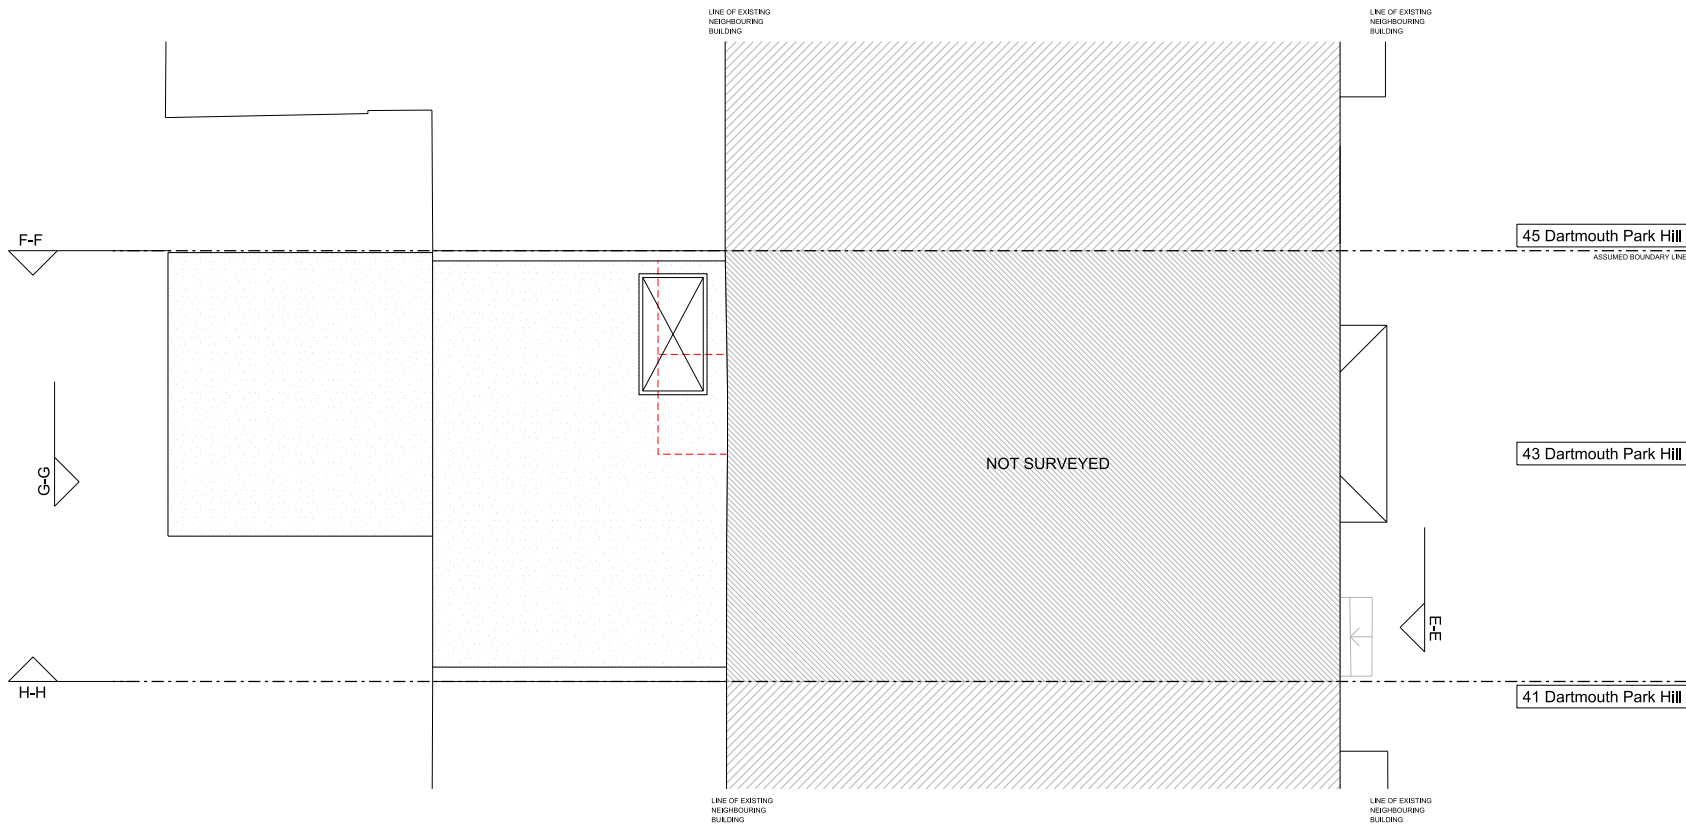 LINE OF EXISTING
NEIGHBOURING
BUILDING
LINE OF EXISTING
NEIGHBOURING
BUILDING
F-F
45 Dartmouth Park Hill
ASSUMED BOUNDARY LINE
43 Dartmouth Park Hill
NOT SURVEYED
G-G
E-E
H-H
41 Dartmouth Park Hill
LINE OF EXISTING
NEIGHBOURING
BUILDING
LINE OF EXISTING
NEIGHBOURING
BUILDING